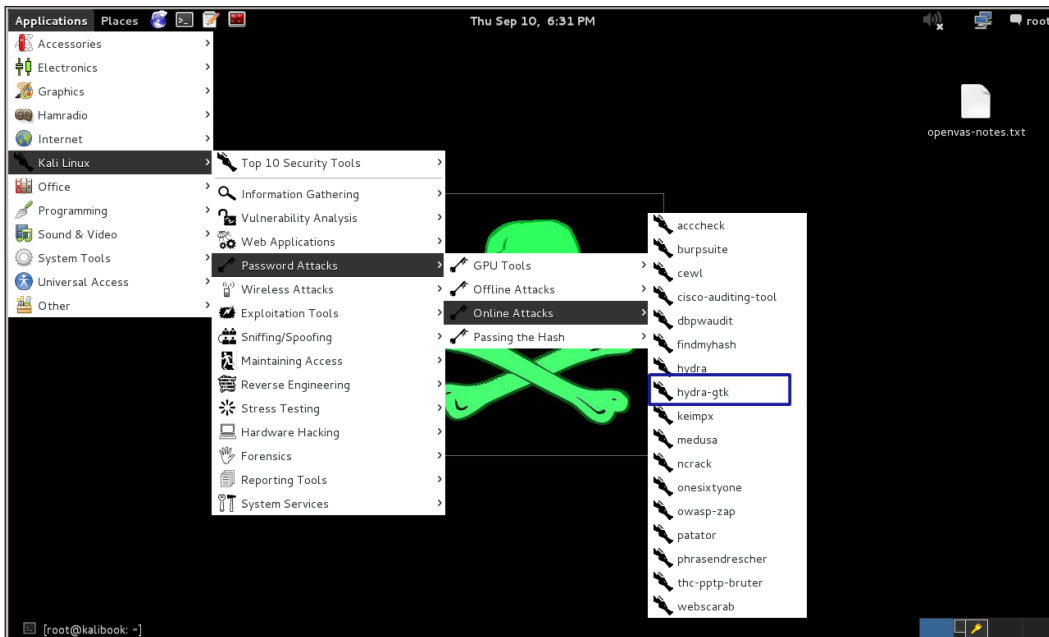 Applications Places Thu Sep 10, 6:31 PM root
Accessories
Electronics
Graphics
Hamradio
Internet
Kali Linux
Office
Programming
Sound & Video
System Tools
Universal Access
Other
Top 10 Security Tools
Information Gathering
Vulnerability Analysis
Web Applications
Password Attacks
Wireless Attacks
Exploitation Tools
Sniffing/Spoofing
Maintaining Access
Reverse Engineering
Stress Testing
Hardware Hacking
Forensics
Reporting Tools
System Services
GPU Tools
Offline Attacks
Online Attacks
Passing the Hash
acccheck
burpsuite
cewl
cisco-auditing-tool
dbpwaudit
findmyhash
hydra
hydra-gtk
keimpx
medusa
ncrack
onesixtyone
owasp-zap
patator
phrasendrescher
thc-pptp-bruter
webscarab
openvas-notes.txt
[root@kalibook: ~]